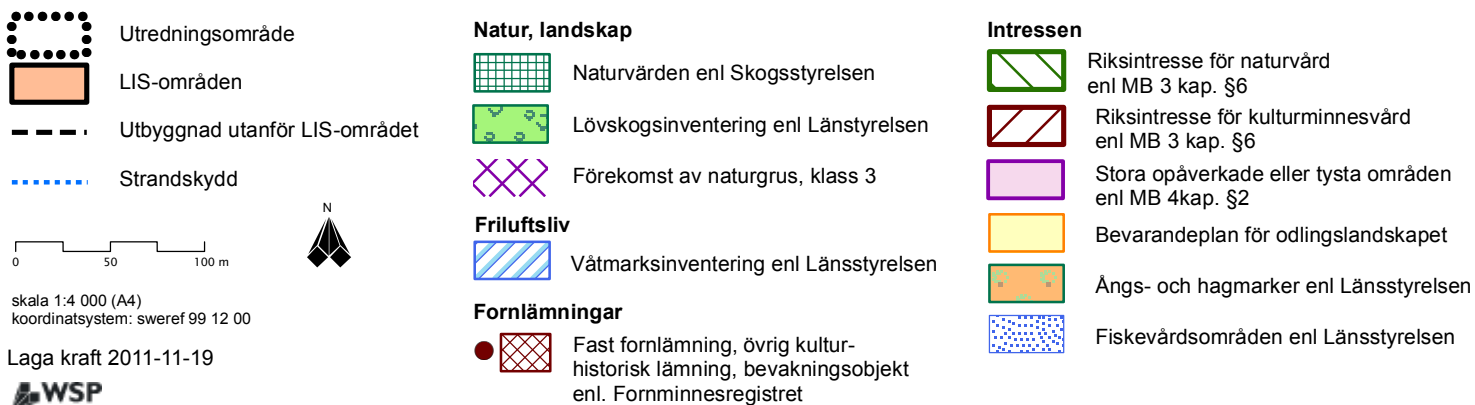 Utredningsområde
LIS-områden
Utbyggnad utanför LIS-området
Strandskydd
N
0 50 100 m
skala 1:4 000 (A4)
koordinatsystem: sweref 99 12 00
Laga kraft 2011-11-19
WSP
Natur, landskap
Naturvärden enl Skogsstyrelsen
Lövskogsinventering enl Länstyrelsen
Förekomst av naturgrus, klass 3
Friluftsliv
Våtmarksinventering enl Länsstyrelsen
Fornlämningar
Fast fornlämning, övrig kultur-
historisk lämning, bevakningsobjekt
enl. Fornminnesregistret
Intressen
Riksintresse för naturvård
enl MB 3 kap. §6
Riksintresse för kulturminnesvård
enl MB 3 kap. §6
Stora opåverkade eller tysta områden
enl MB 4kap. §2
Bevarandeplan för odlingslandskapet
Ängs- och hagmarker enl Länsstyrelsen
Fiskevårdsområden enl Länsstyrelsen